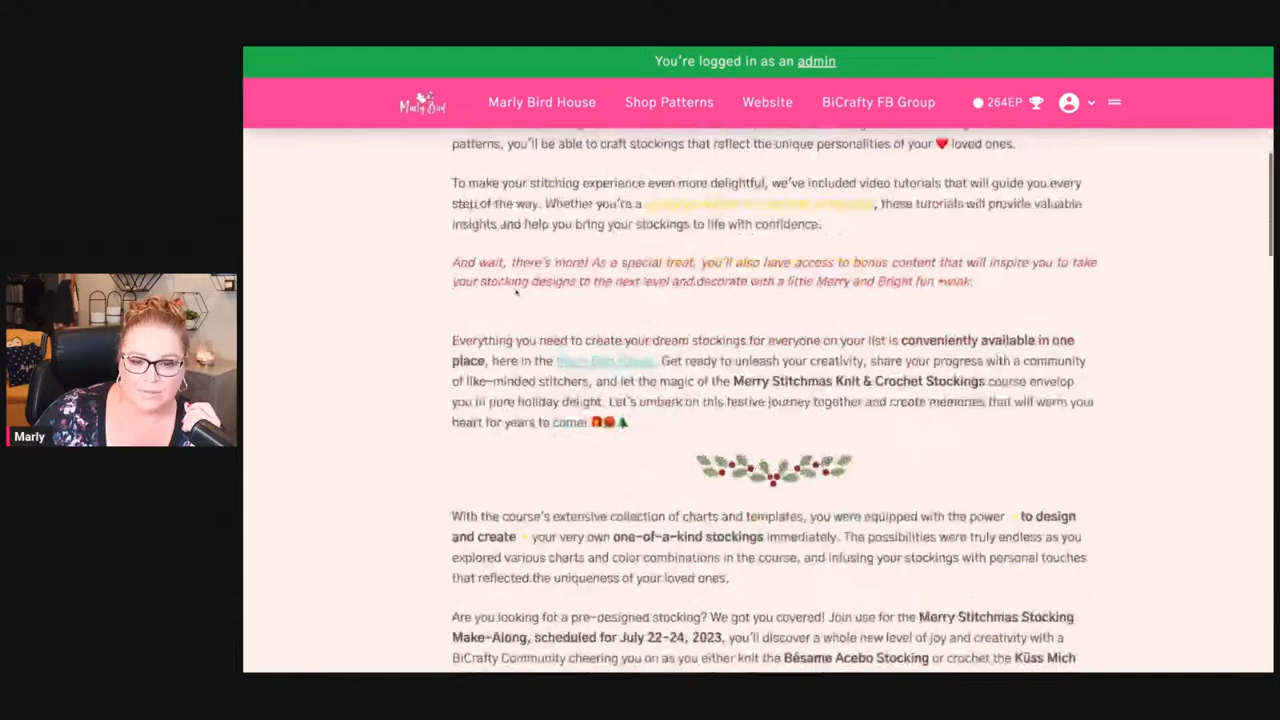 You're logged in as an admin
Marly Bird
Marly Bird House Shop Patterns Website BiCrafty FB Group 264EP
patterns, you'll be able to craft stockings that reflect the unique personalities of your ❤️ loved ones.
To make your stitching experience even more delightful, we've included video tutorials that will guide you every
step of the way. Whether you're a , these tutorials will provide valuable
insights and help you bring your stockings to life with confidence.
And wait, there's more! As a special treat, you'll also have access to bonus content that will inspire you to take
your stocking designs to the next level and decorate with a little Merry and Bright fun *wink.
Everything you need to create your dream stockings for everyone on your list is conveniently available in one
place, here in the Marly Bird House. Get ready to unleash your creativity, share your progress with a community
of like-minded stitchers, and let the magic of the Merry Stitchmas Knit & Crochet Stockings course envelop
you in pure holiday delight. Let's embark on this festive journey together and create memories that will warm your
heart for years to come! 🎁🧶🎄
With the course's extensive collection of charts and templates, you were equipped with the power ✨to design
and create✨ your very own one-of-a-kind stockings immediately. The possibilities were truly endless as you
explored various charts and color combinations in the course, and infusing your stockings with personal touches
that reflected the uniqueness of your loved ones.
Are you looking for a pre-designed stocking? We got you covered! Join use for the Merry Stitchmas Stocking
Make-Along, scheduled for July 22-24, 2023, you'll discover a whole new level of joy and creativity with a
BiCrafty Community cheering you on as you either knit the Bésame Acebo Stocking or crochet the Küss Mich
Marly